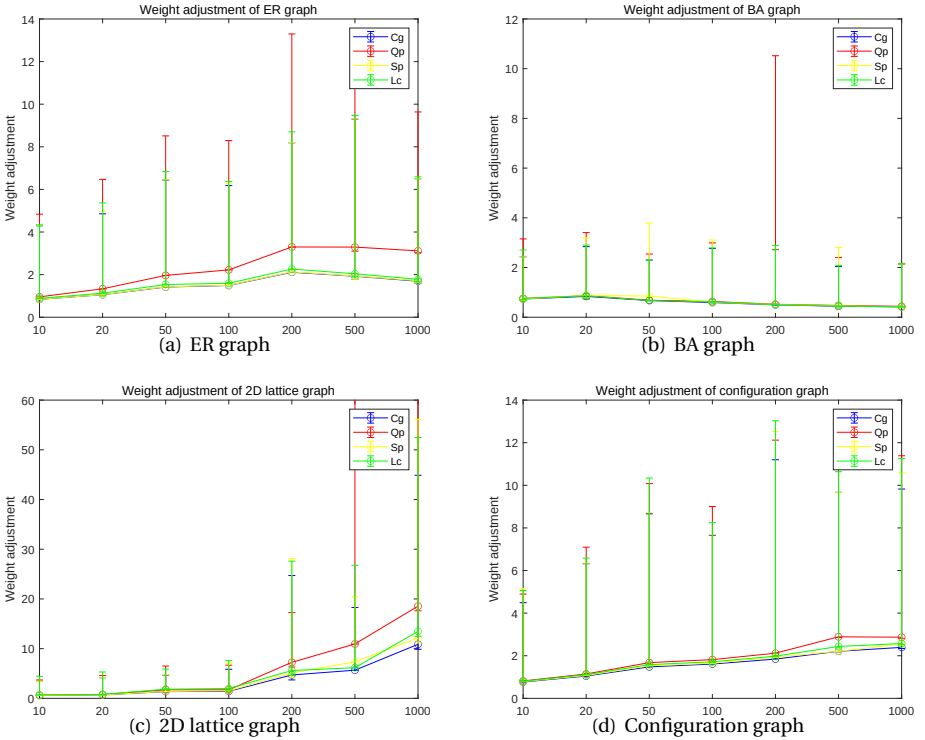 Weight adjustment of ER graph
Weight adjustment
14
12
10
8
6
4
2
0
10 20 50 100 200 500 1000
Cg
Qp
Sp
Lc
(a) ER graph
Weight adjustment of BA graph
Weight adjustment
12
10
8
6
4
2
0
10 20 50 100 200 500 1000
Cg
Qp
Sp
Lc
(b) BA graph
Weight adjustment of 2D lattice graph
Weight adjustment
60
50
40
30
20
10
0
10 20 50 100 200 500 1000
Cg
Qp
Sp
Lc
(c) 2D lattice graph
Weight adjustment of configuration graph
Weight adjustment
14
12
10
8
6
4
2
0
10 20 50 100 200 500 1000
Cg
Qp
Sp
Lc
(d) Configuration graph